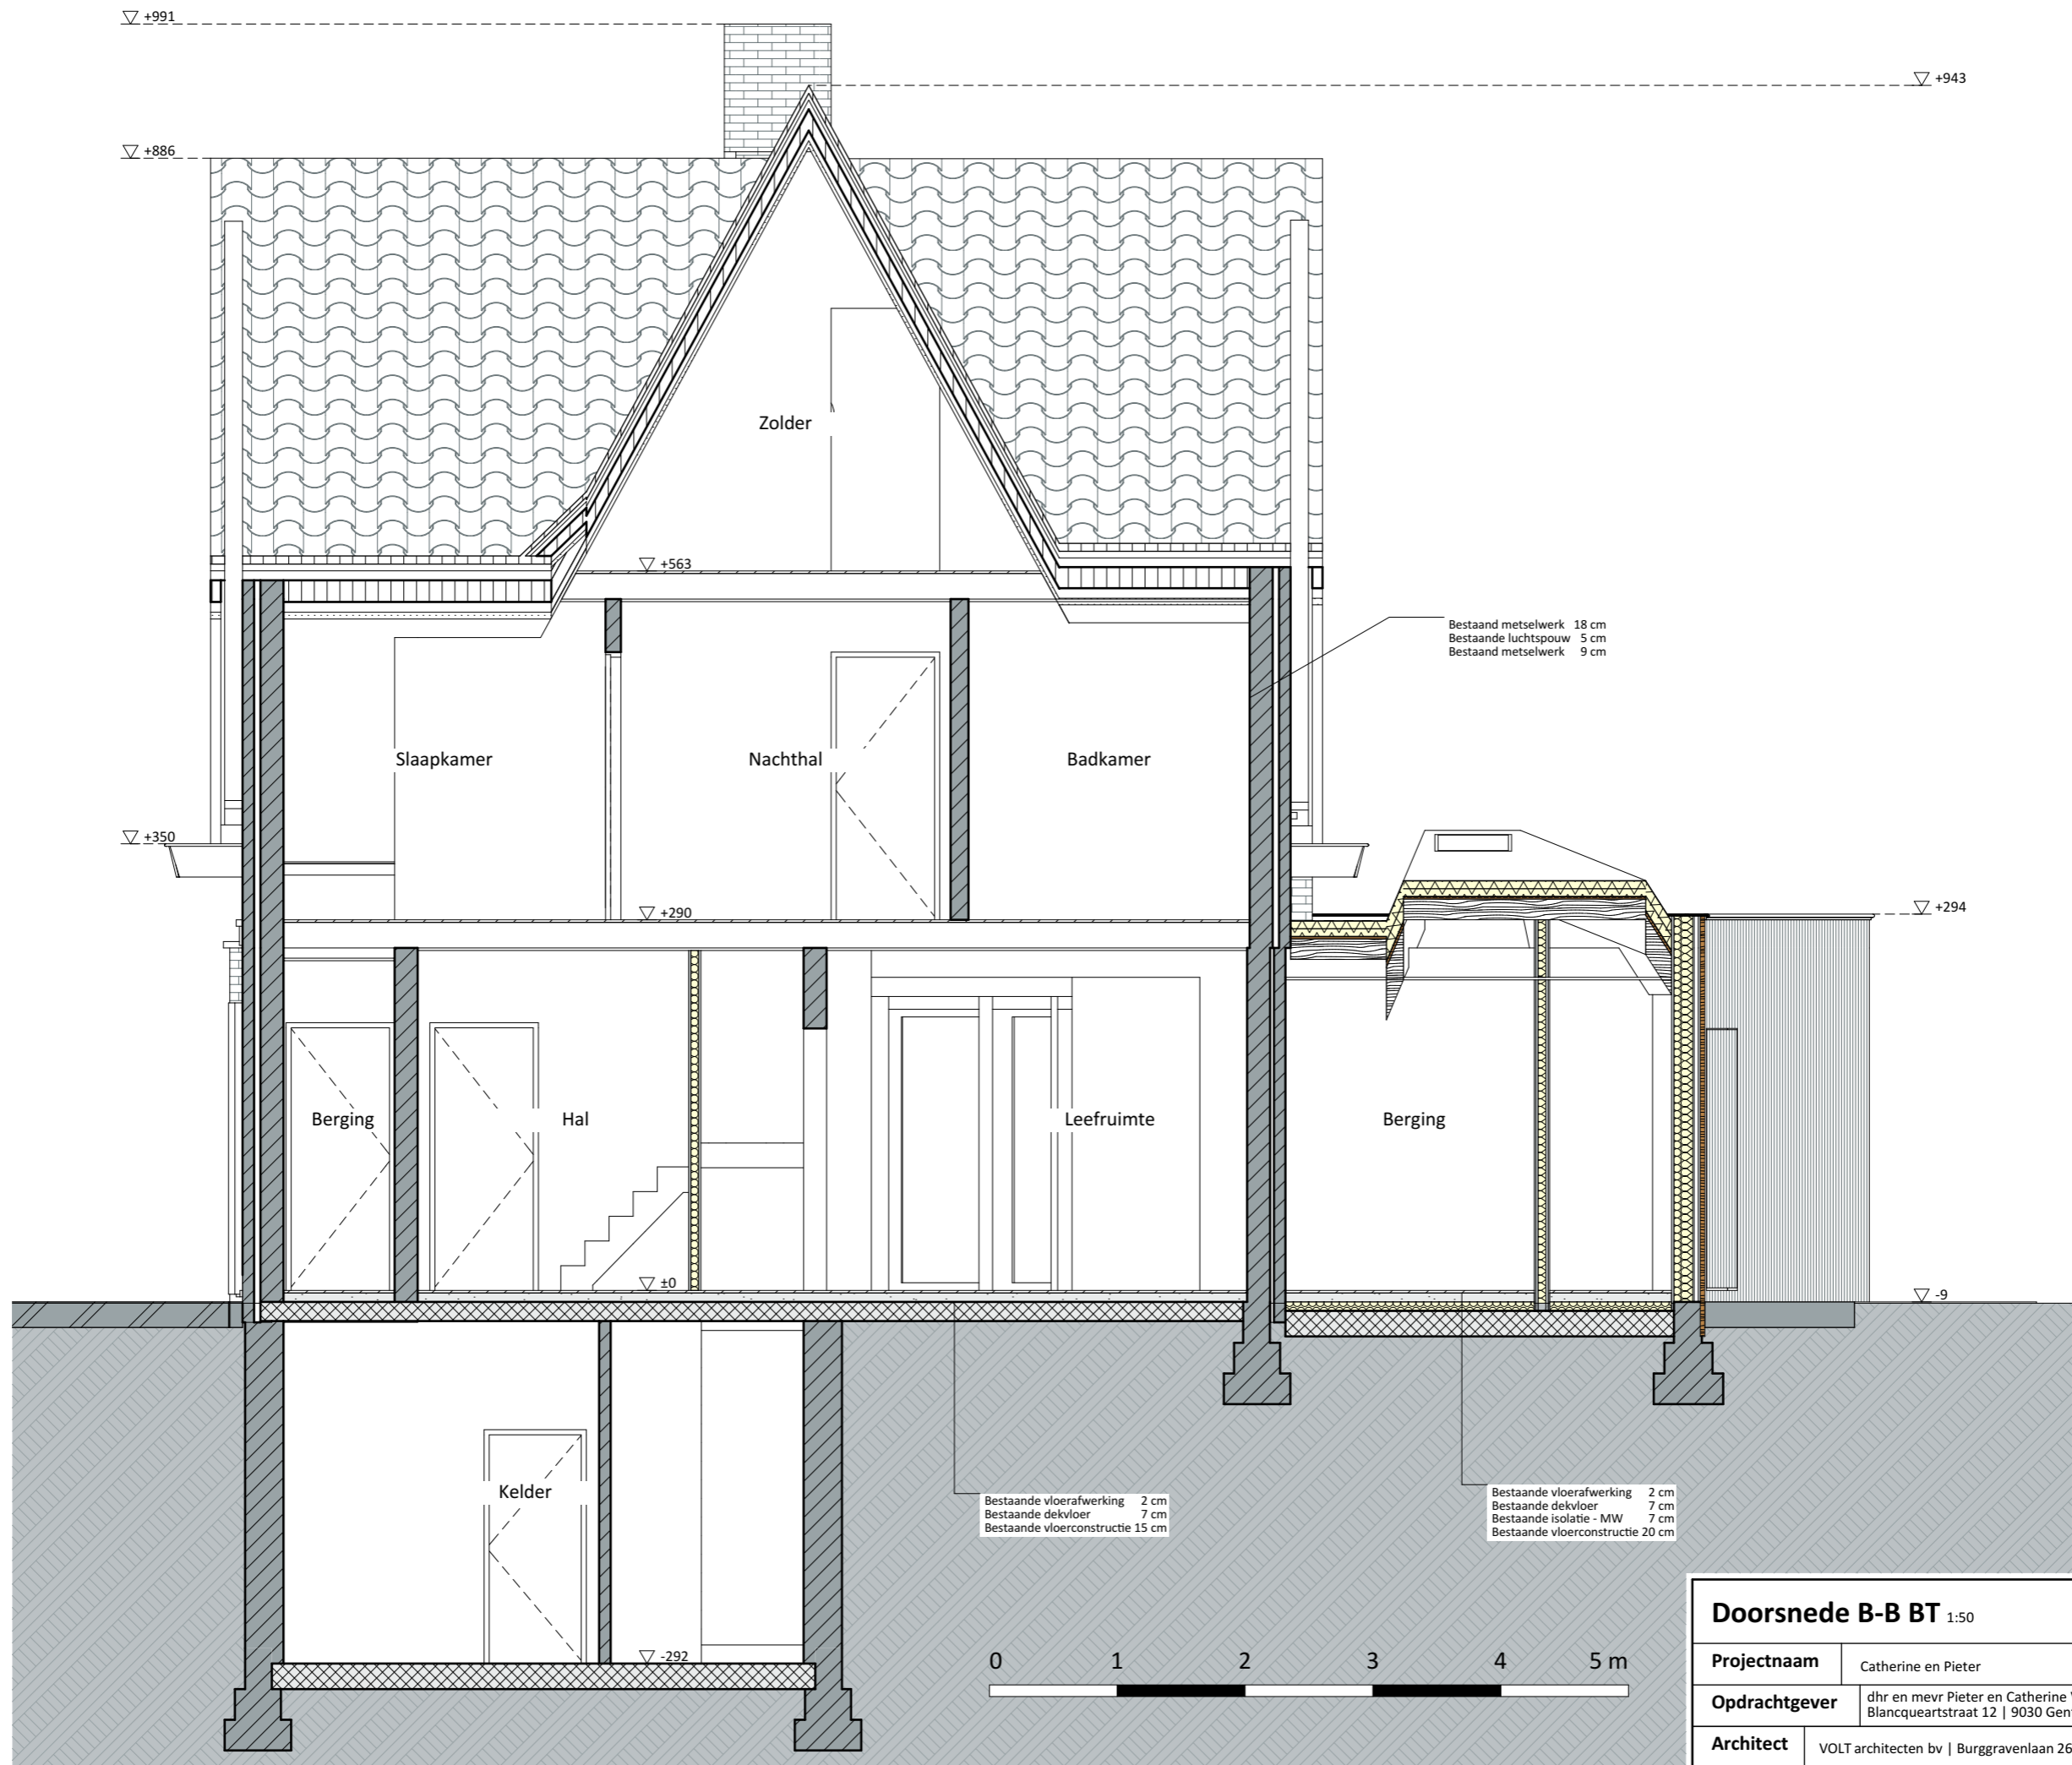 +991
+943
+886
Zolder
+563
Bestaand metselwerk 18 cm
Bestaande luchtspouw 5 cm
Bestaand metselwerk 9 cm
Slaapkamer
Nachthal
Badkamer
+350
+290
+294
Berging
Hal
Leefruimte
Berging
±0
-9
Kelder
Bestaande vloerafwerking 2 cm
Bestaande dekvloer 7 cm
Bestaande vloerconstructie 15 cm
Bestaande vloerafwerking 2 cm
Bestaande dekvloer 7 cm
Bestaande isolatie - MW 7 cm
Bestaande vloerconstructie 20 cm
-292
0 1 2 3 4 5 m
Doorsnede B-B BT 1:50
Projectnaam Catherine en Pieter
Opdrachtgever dhr en mevr Pieter en Catherine
Blancqueartstraat 12 | 9030
Architect VOLT architecten bv | Burggravenlaan 26